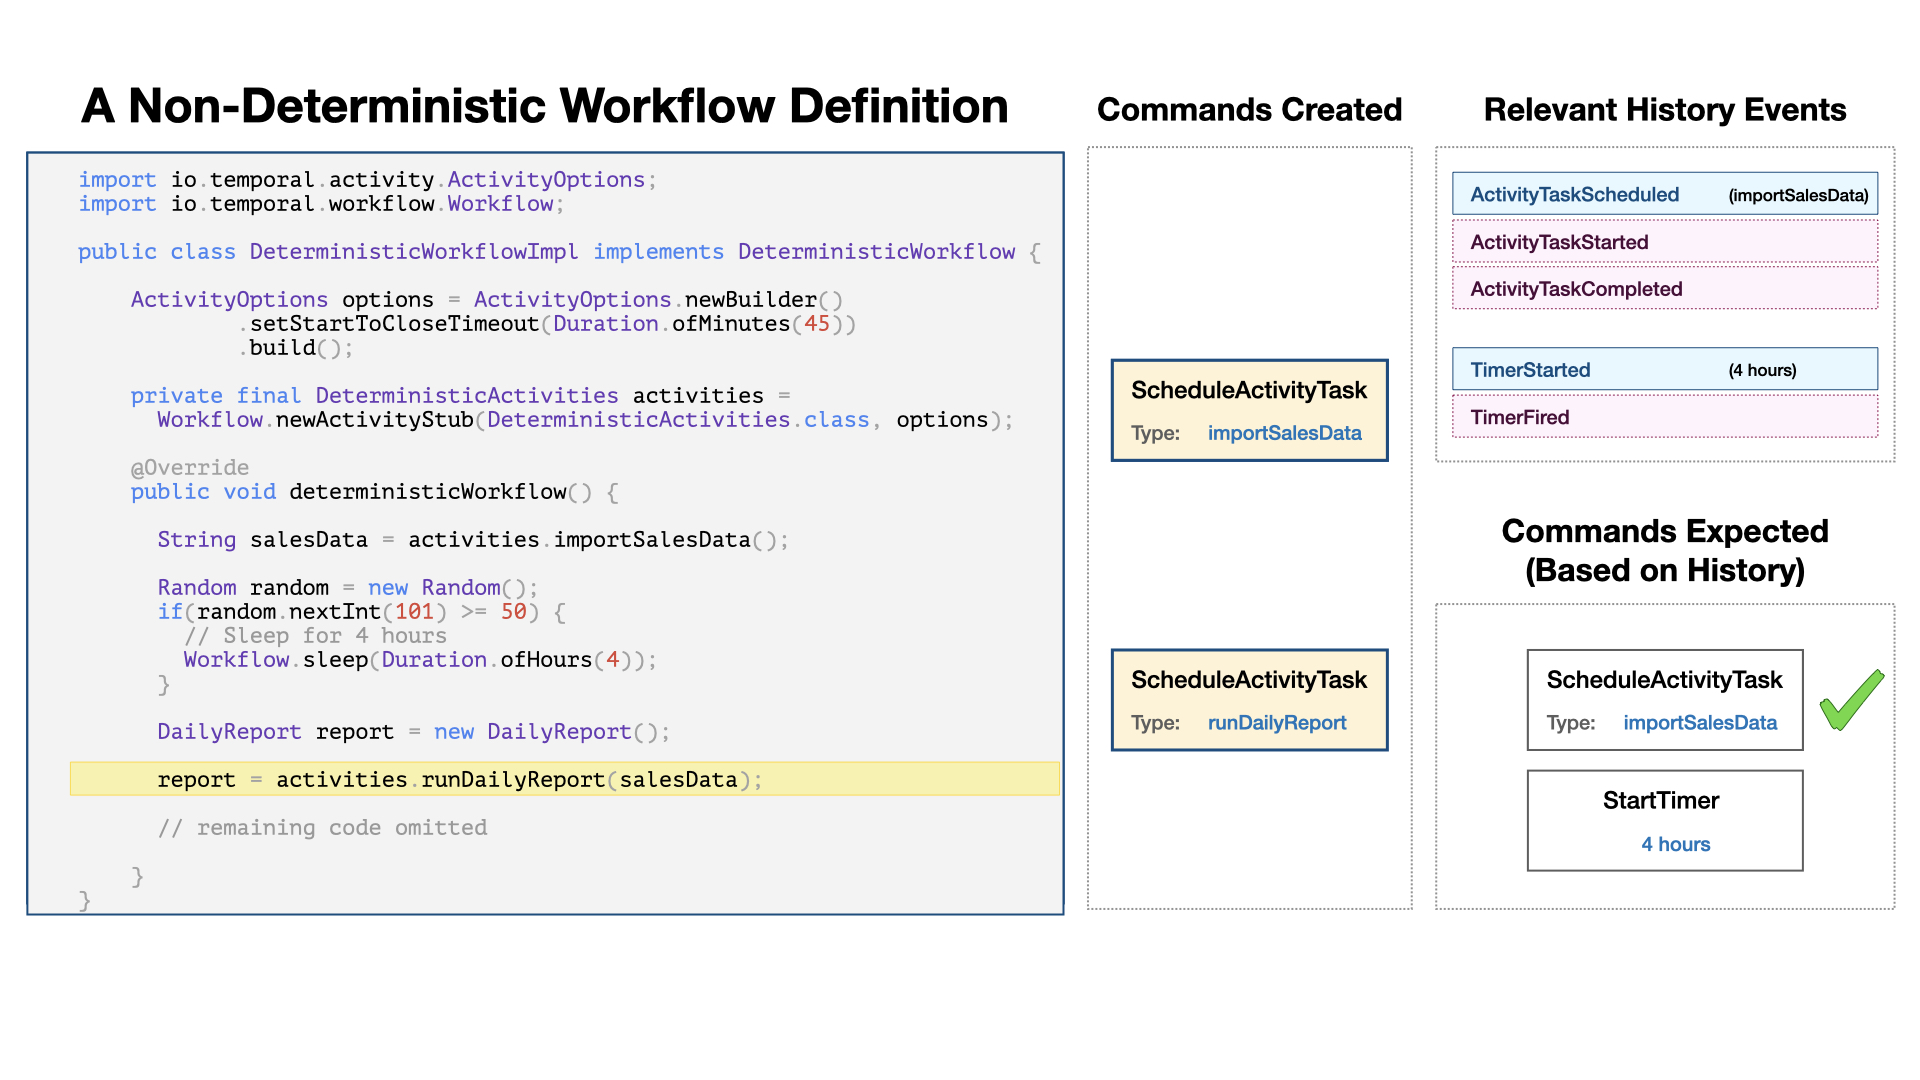 A Non-Deterministic Workflow Definition
import io.temporal.activity.ActivityOptions;
import io.temporal.workflow.Workflow;
public class DeterministicWorkflowImpl implements DeterministicWorkflow {
ActivityOptions options = ActivityOptions.newBuilder()
.setStartToCloseTimeout(Duration.ofMinutes(45))
.build();
private final DeterministicActivities activities =
Workflow.newActivityStub(DeterministicActivities.class, options);
@Override
public void deterministicWorkflow() {
String salesData = activities.importSalesData();
Random random = new Random();
if(random.nextInt(101) >= 50) {
// Sleep for 4 hours
Workflow.sleep(Duration.ofHours(4));
}
DailyReport report = new DailyReport();
report = activities.runDailyReport(salesData);
// remaining code omitted
}
}
Commands Created
ScheduleActivityTask
Type: importSalesData
ScheduleActivityTask
Type: runDailyReport
Relevant History Events
ActivityTaskScheduled (importSalesData)
ActivityTaskStarted
ActivityTaskCompleted
TimerStarted (4 hours)
TimerFired
Commands Expected
(Based on History)
ScheduleActivityTask
Type: importSalesData
StartTimer
4 hours